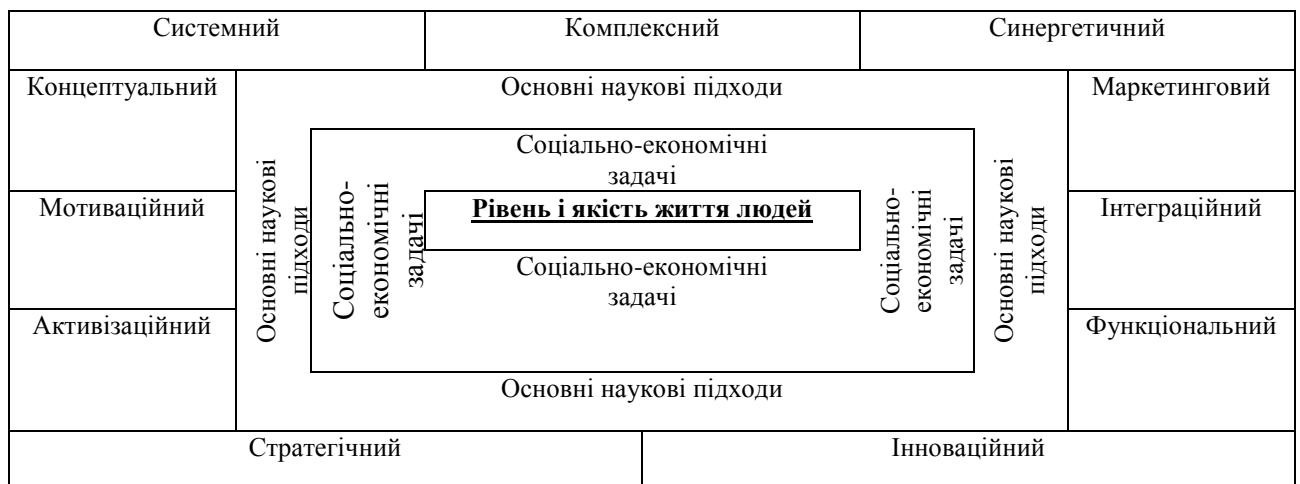 Системний
Комплексний
Синергетичний
Концептуальний
Основні наукові підходи
Маркетинговий
Соціально-економічні
задачі
Основні наукові
підходи
Соціально-
економічні
задачі
Мотиваційний
Рівень і якість життя людей
Соціально-
економічні
задачі
Основні наукові
підходи
Інтеграційний
Соціально-економічні
задачі
Активізаційний
Функціональний
Основні наукові підходи
Стратегічний
Інноваційний